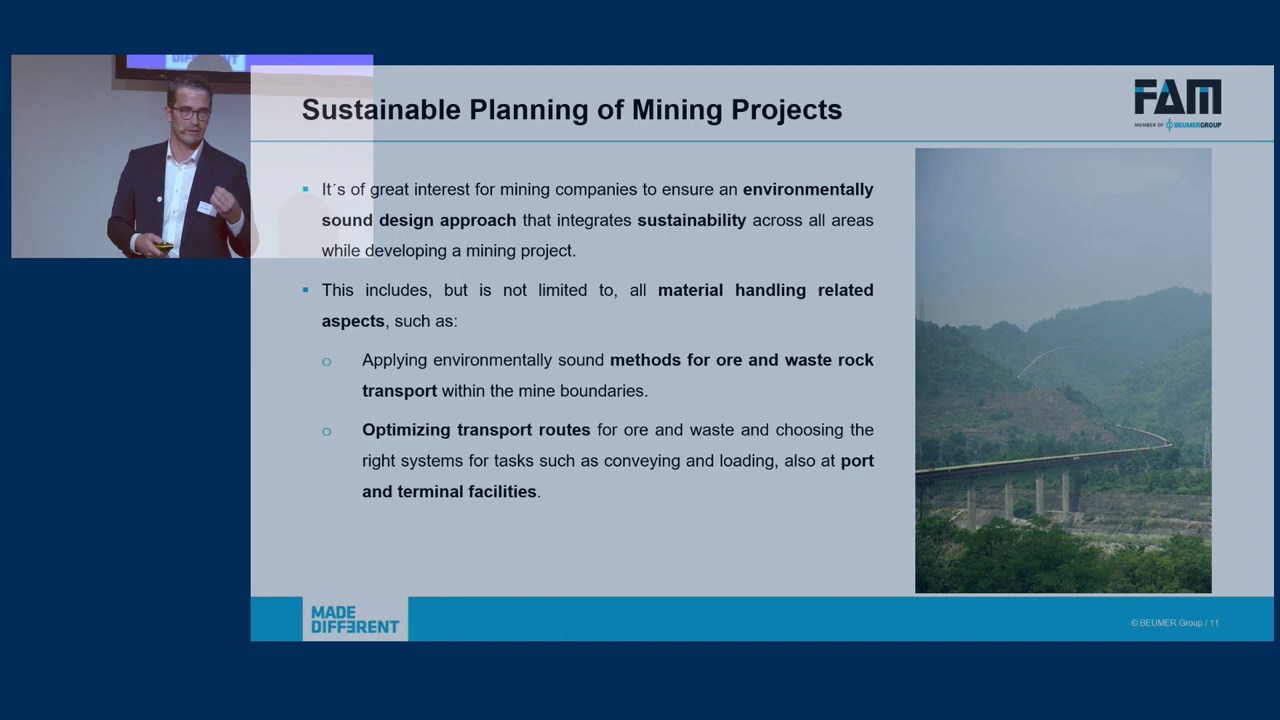 DIFFERENT
Sustainable Planning of Mining Projects
FAM
MEMBER OF BEUMERGROUP
▪ It´s of great interest for mining companies to ensure an environmentally
sound design approach that integrates sustainability across all areas
while developing a mining project.
▪ This includes, but is not limited to, all material handling related
aspects, such as:
o Applying environmentally sound methods for ore and waste rock
transport within the mine boundaries.
o Optimizing transport routes for ore and waste and choosing the
right systems for tasks such as conveying and loading, also at port
and terminal facilities.
MADE
DIFFERENT
© BEUMER Group / 11